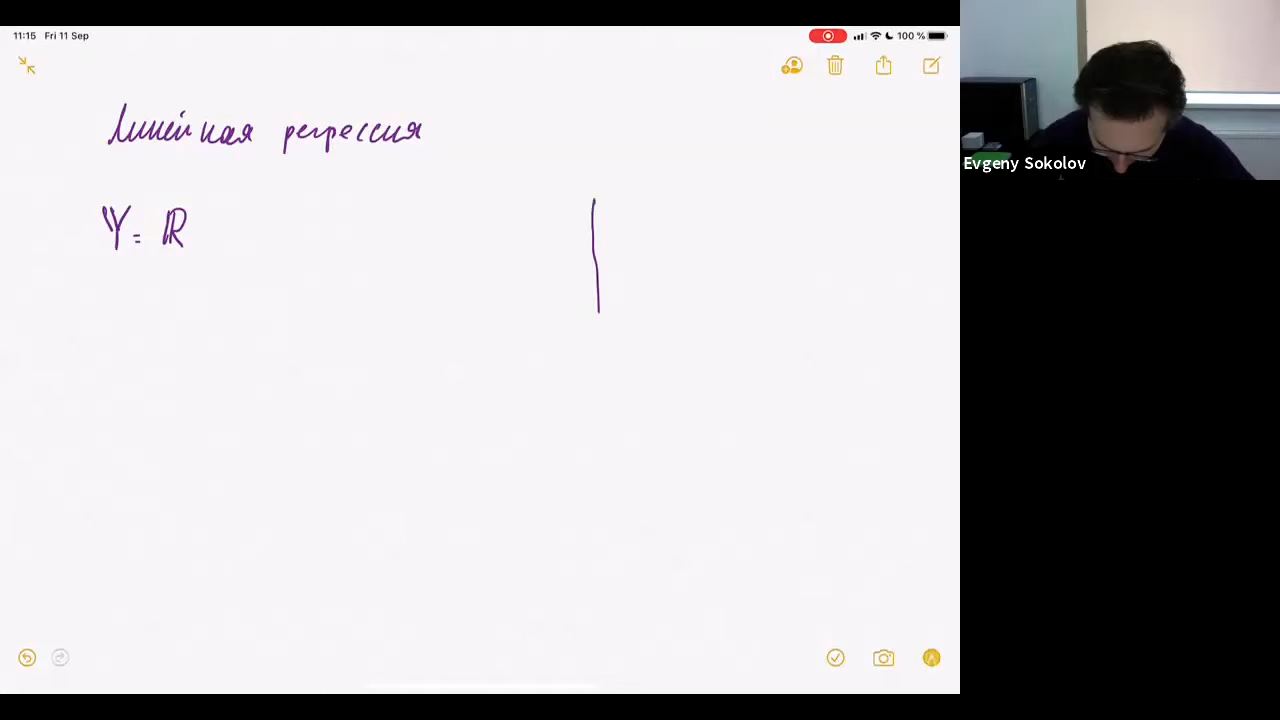 11:15 Fri 11 Sep
100 %
Линейная регрессия
𝕐 = ℝ
Evgeny Sokolov